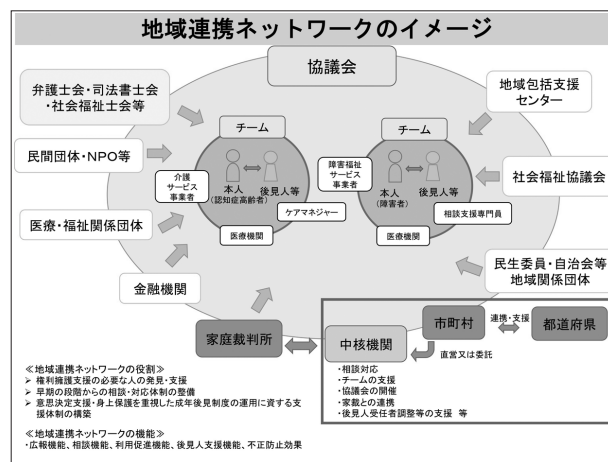 地域連携ネットワークのイメージ
協議会
弁護士会・司法書士会
・社会福祉士会等
地域包括支援
センター
チーム
チーム
民間団体・NPO等
介護
サービス
事業者
本人
(認知症高齢者)
後見人等
ケアマネジャー
医療機関
障害福祉
サービス
事業者
本人
(障害者)
後見人等
相談支援専門員
医療機関
社会福祉協議会
医療・福祉関係団体
金融機関
民生委員・自治会等
地域関係団体
家庭裁判所
中核機関
市町村
連携・支援
都道府県
直営又は委託
・相談対応
・チームの支援
・協議会の開催
・家裁との連携
・後見人受任者調整等の支援 等
≪地域連携ネットワークの役割≫
➢ 権利擁護支援の必要な人の発見・支援
➢ 早期の段階からの相談・対応体制の整備
➢ 意思決定支援・身上保護を重視した成年後見制度の運用に資する支
援体制の構築
≪地域連携ネットワークの機能≫
・広報機能、相談機能、利用促進機能、後見人支援機能、不正防止効果